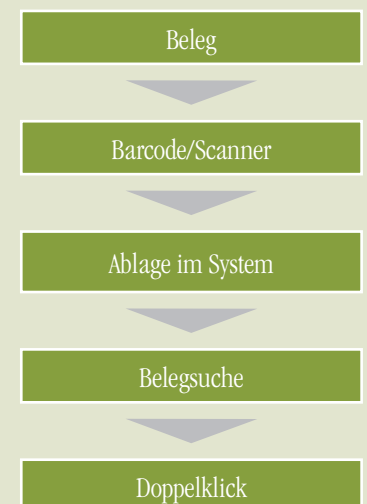 Beleg
Barcode/Scanner
Ablage im System
Belegsuche
Doppelklick